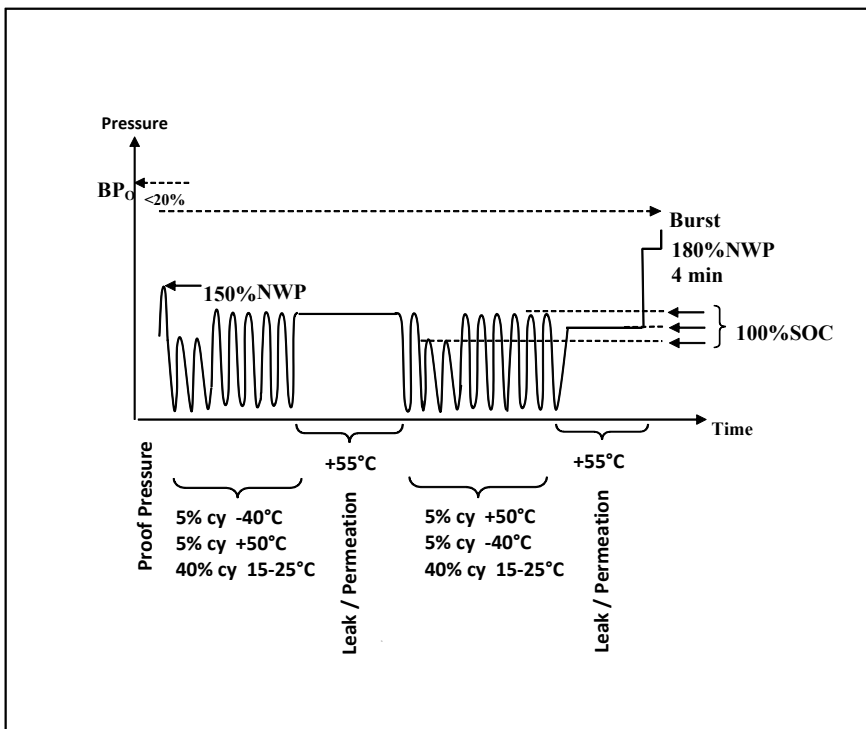 Pressure
BPO
<20%
Burst
180%NWP
4 min
150%NWP
100%SOC
Time
+55°C
+55°C
Proof Pressure
5% cy -40°C
5% cy +50°C
40% cy 15-25°C
Leak / Permeation
5% cy +50°C
5% cy -40°C
40% cy 15-25°C
Leak / Permeation